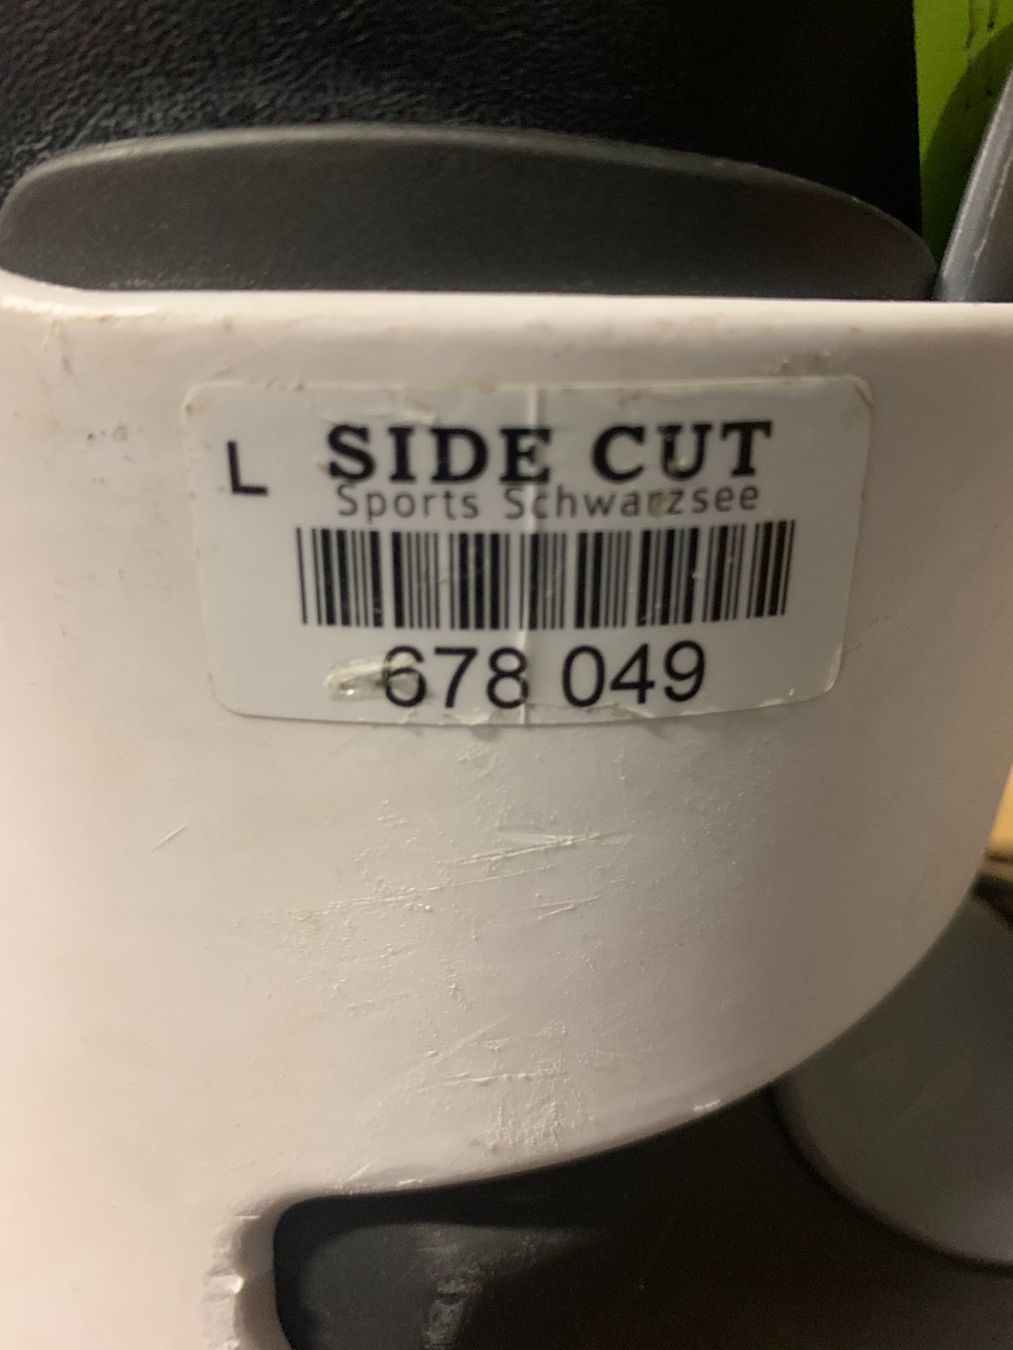 L SIDE CUT
Sports Schwarzsee
678 049